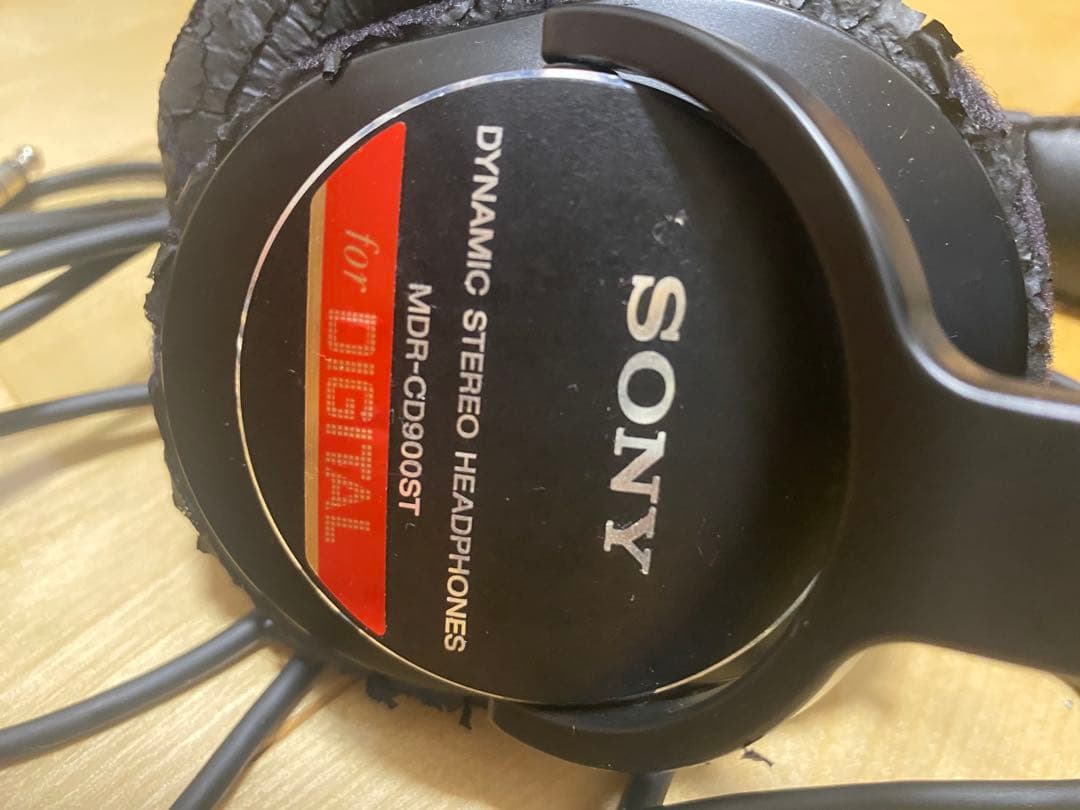 SONY
DYNAMIC STEREO HEADPHONES
MDR-CD900ST
for DIGITAL